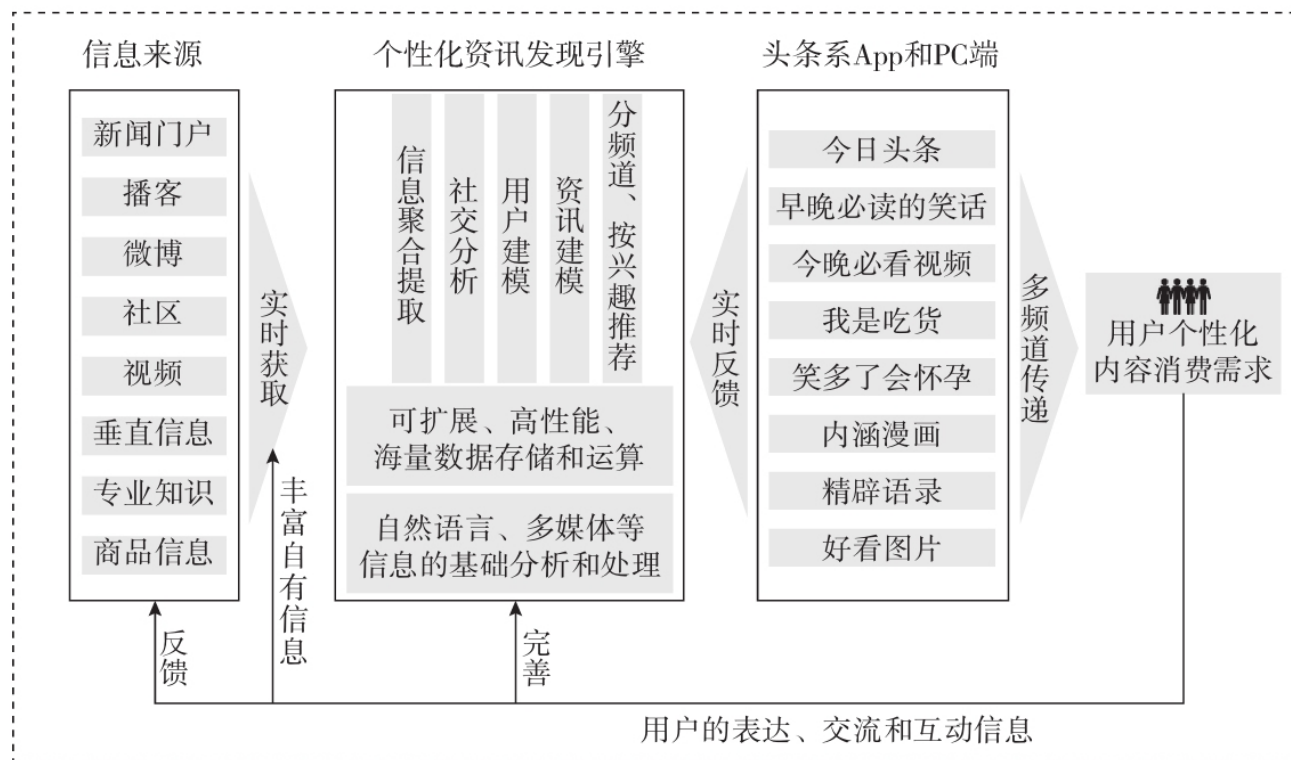 信息来源
新闻门户
播客
微博
社区
视频
垂直信息
专业知识
商品信息
实时获取
丰富自有信息
反馈
个性化资讯发现引擎
信息聚合提取
社交分析
用户建模
资讯建模
分频道、按兴趣推荐
可扩展、高性能、
海量数据存储和运算
自然语言、多媒体等
信息的基础分析和处理
完善
实时反馈
头条系App和PC端
今日头条
早晚必读的笑话
今晚必看视频
我是吃货
笑多了会怀孕
内涵漫画
精辟语录
好看图片
多频道传递
用户个性化
内容消费需求
用户的表达、交流和互动信息